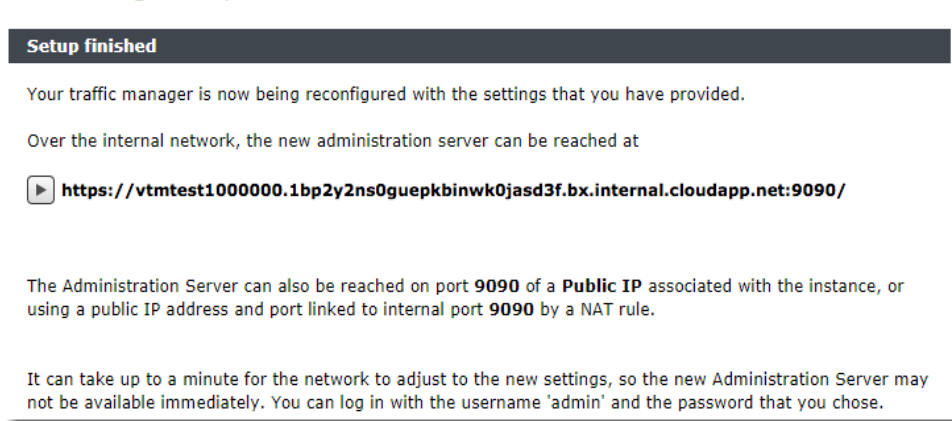 Setup finished
Your traffic manager is now being reconfigured with the settings that you have provided.
Over the internal network, the new administration server can be reached at
https://vtmtest1000000.1bp2y2ns0guepkbinwk0jasd3f.bx.internal.cloudapp.net:9090/
The Administration Server can also be reached on port 9090 of a Public IP associated with the instance, or
using a public IP address and port linked to internal port 9090 by a NAT rule.
It can take up to a minute for the network to adjust to the new settings, so the new Administration Server may
not be available immediately. You can log in with the username 'admin' and the password that you chose.